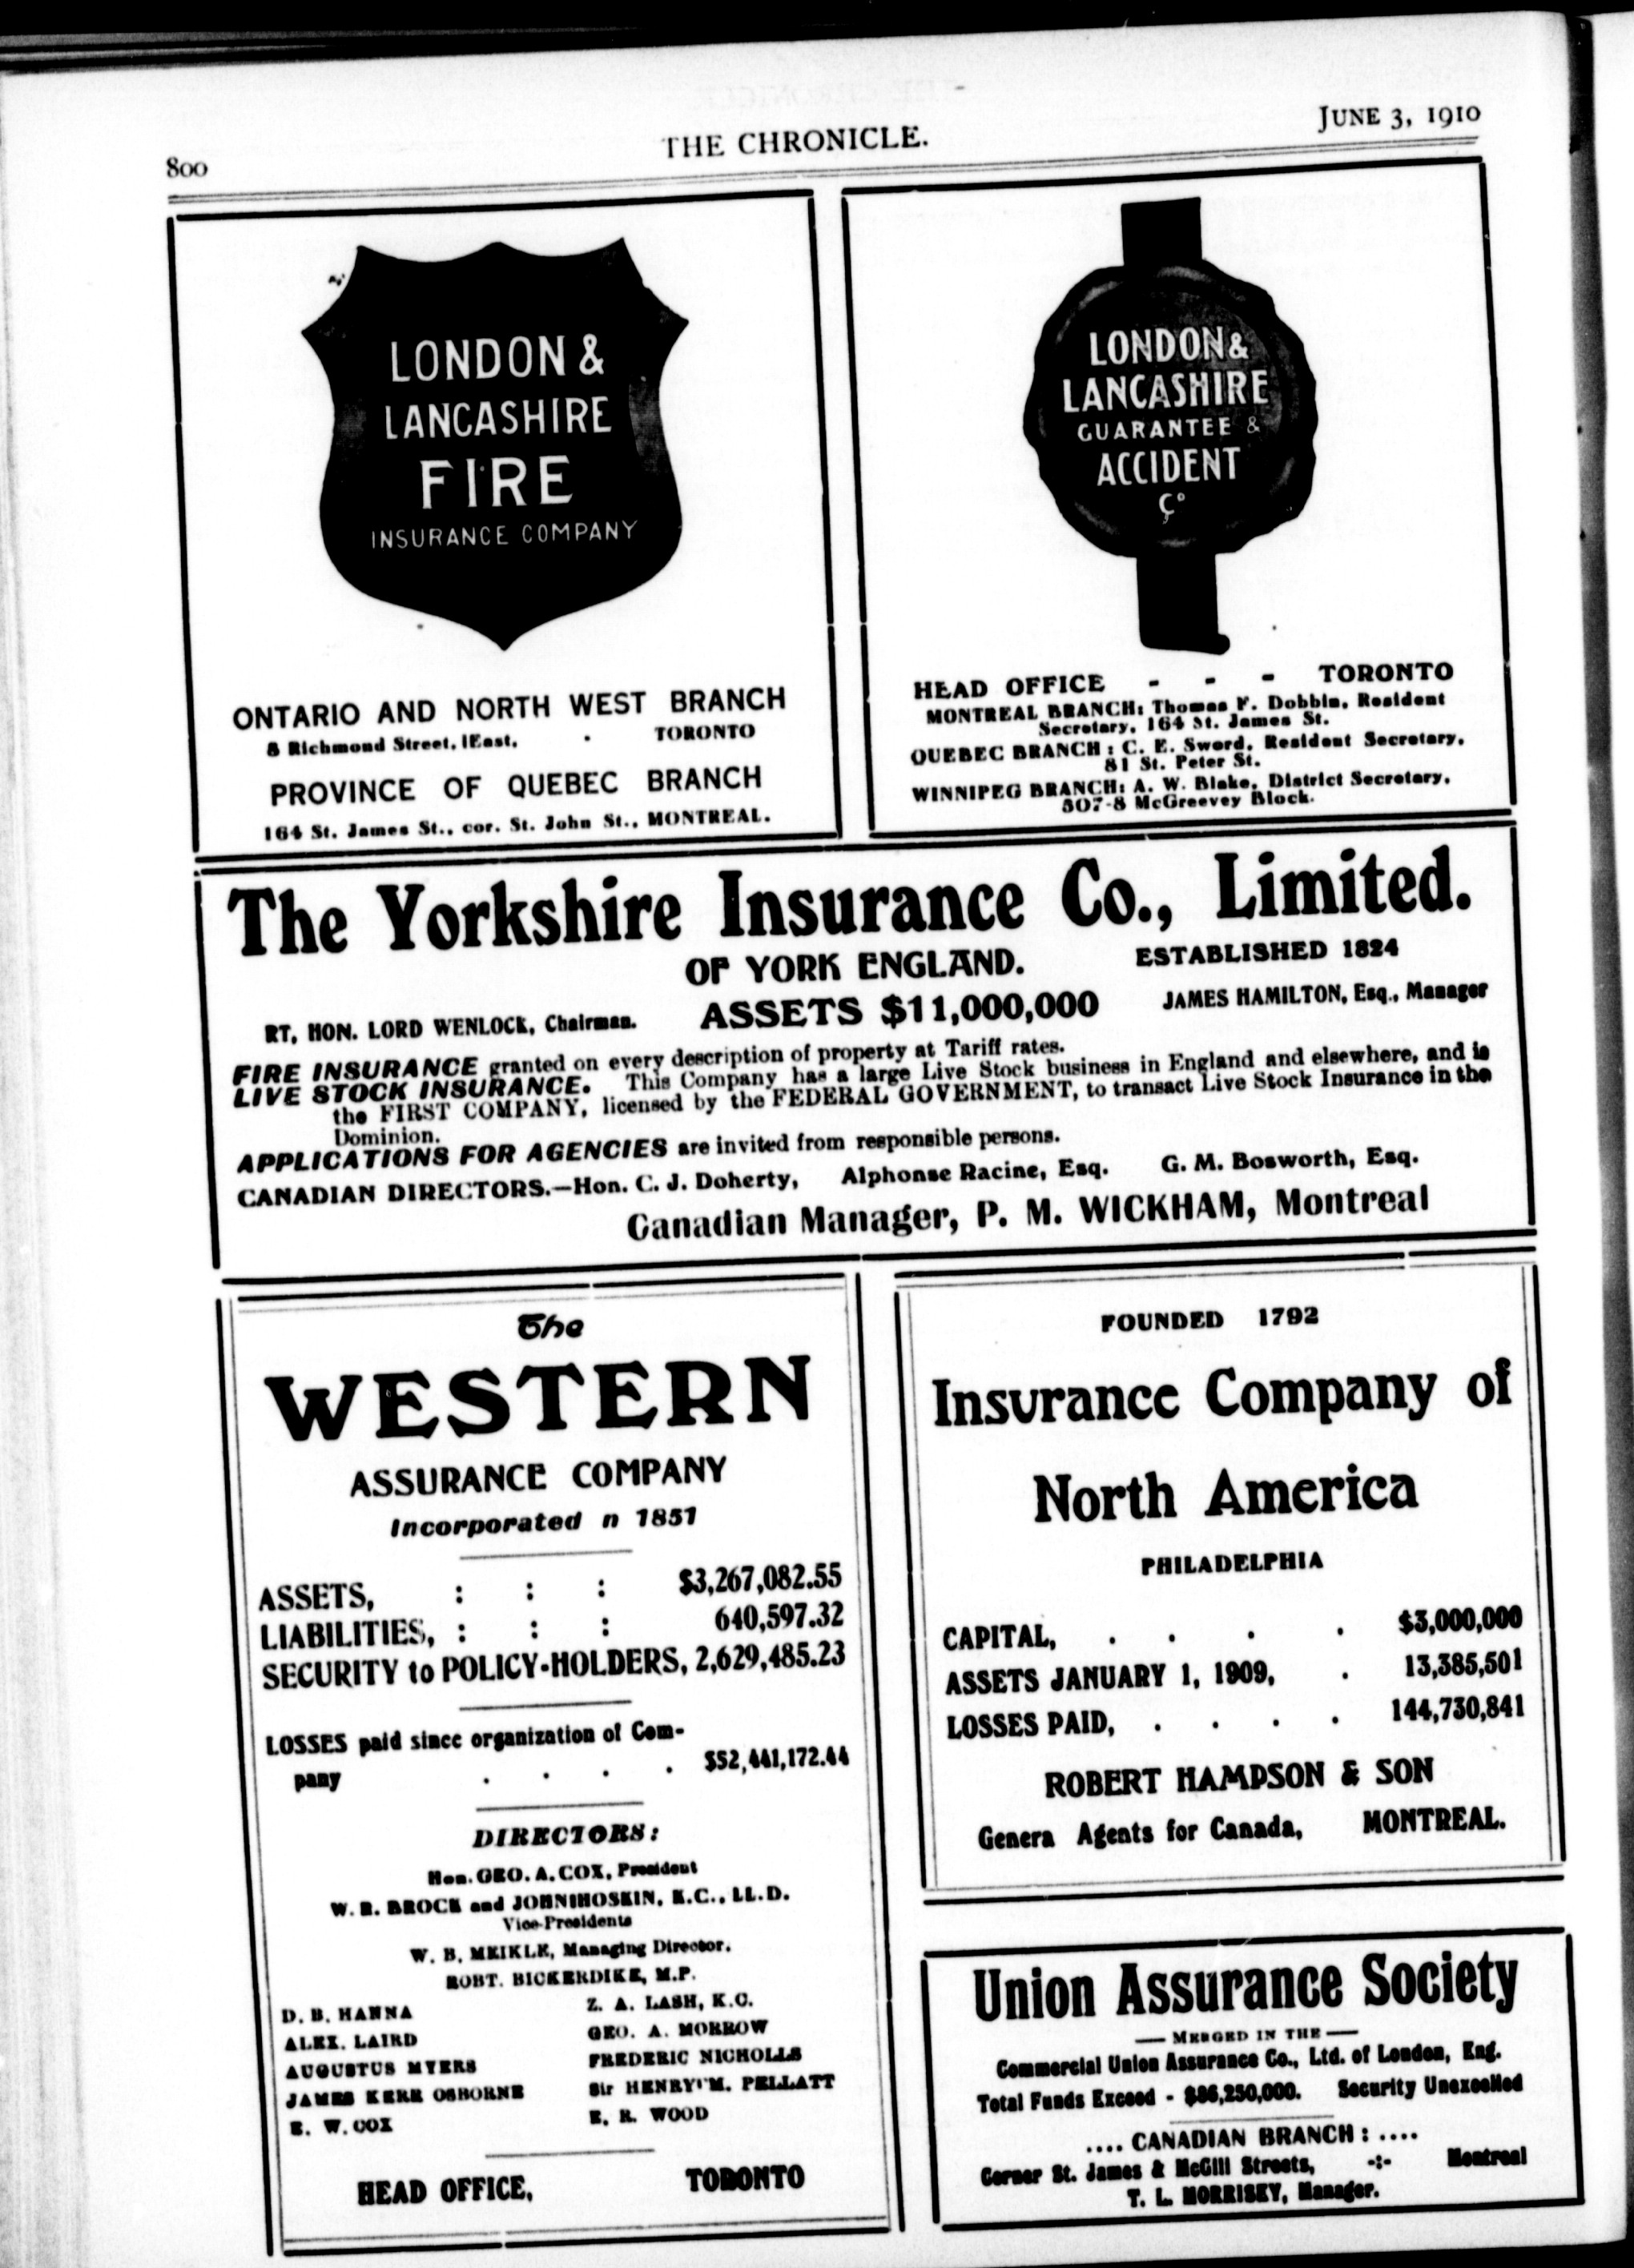 800
THE CHRONICLE.
JUNE 3, 1910
LONDON &
LANCASHIRE
FIRE
INSURANCE COMPANY
ONTARIO AND NORTH WEST BRANCH
8 Richmond Street, East, . TORONTO
PROVINCE OF QUEBEC BRANCH
164 St. James St., cor. St. John St., MONTREAL.
LONDON &
LANCASHIRE
GUARANTEE &
ACCIDENT
Co
HEAD OFFICE - - - TORONTO
MONTREAL BRANCH: Thomas F. Dobbin, Resident
Secretary, 164 St. James St.
QUEBEC BRANCH: C. E. Sword, Resident Secretary,
81 St. Peter St.
WINNIPEG BRANCH: A. W. Blake, District Secretary,
507-8 McGreevey Block.
The Yorkshire Insurance Co., Limited.
OF YORK ENGLAND. ESTABLISHED 1824
RT, HON. LORD WENLOCK, Chairman. ASSETS $11,000,000 JAMES HAMILTON, Esq., Manager
FIRE INSURANCE granted on every description of property at Tariff rates.
LIVE STOCK INSURANCE. This Company has a large Live Stock business in England and elsewhere, and is
the FIRST COMPANY, licensed by the FEDERAL GOVERNMENT, to transact Live Stock Insurance in the
Dominion.
APPLICATIONS FOR AGENCIES are invited from responsible persons.
CANADIAN DIRECTORS.—Hon. C. J. Doherty, Alphonse Racine, Esq. G. M. Bosworth, Esq.
Canadian Manager, P. M. WICKHAM, Montreal
The
WESTERN
ASSURANCE COMPANY
Incorporated n 1851
ASSETS, : : : $3,267,082.55
LIABILITIES, : : : 640,597.32
SECURITY to POLICY-HOLDERS, 2,629,485.23
LOSSES paid since organization of Com-
pany . . . . $52,441,172.44
DIRECTORS:
Hon. GEO. A. COX, President
W. R. BROCK and JOHN HOSKIN, K.C., LL.D.
Vice-Presidents
W. B. MEIKLE, Managing Director.
ROBT. BICKERDIKE, M.P.
D. B. HANNA Z. A. LASH, K.C.
ALEX. LAIRD GEO. A. MORROW
AUGUSTUS MYERS FREDERIC NICHOLLS
JAMES KERR OSBORNE Sir HENRY M. PELLATT
E. W. COX E. R. WOOD
HEAD OFFICE, TORONTO
FOUNDED 1792
Insurance Company of
North America
PHILADELPHIA
CAPITAL, . . . . $3,000,000
ASSETS JANUARY 1, 1909, . 13,385,501
LOSSES PAID, . . . . 144,730,841
ROBERT HAMPSON & SON
Genera Agents for Canada, MONTREAL.
Union Assurance Society
— MERGED IN THE —
Commercial Union Assurance Co., Ltd. of London, Eng.
Total Funds Exceed - $86,250,000. Security Unexcelled
.... CANADIAN BRANCH: ....
Corner St. James & McGill Streets, -:- Montreal
T. L. MORRISEY, Manager.